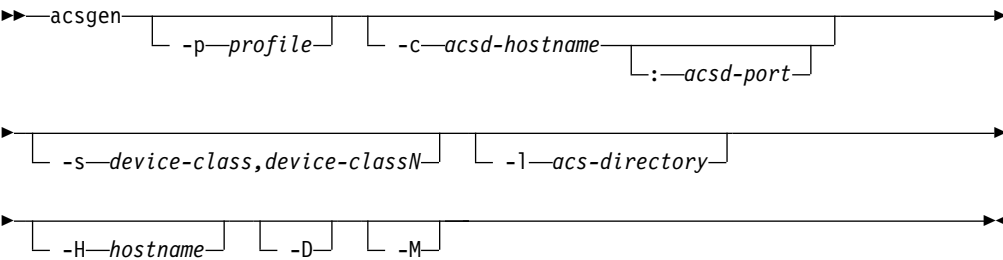 acsgen
-p profile
-c acsd-hostname
: acsd-port
-s device-class,device-classN
-l acs-directory
-H hostname
-D
-M